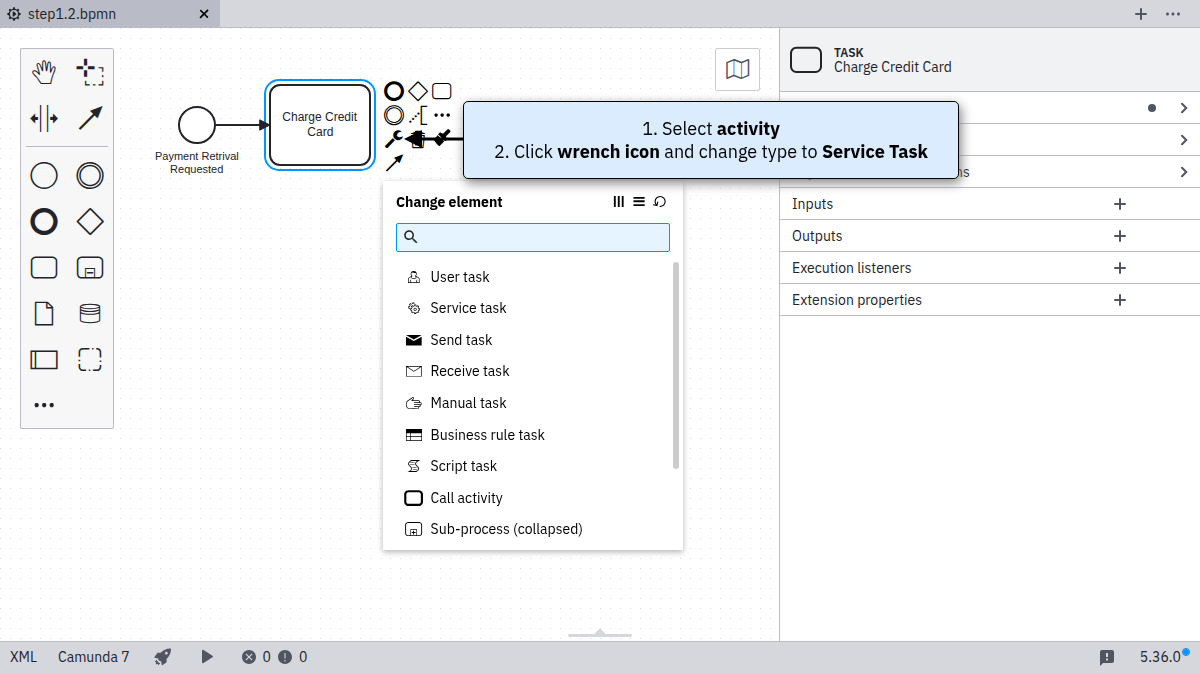 step1.2.bpmn
TASK
Charge Credit Card
Charge Credit
Card
Payment Retrival
Requested
1. Select activity
2. Click wrench icon and change type to Service Task
Change element
User task
Service task
Send task
Receive task
Manual task
Business rule task
Script task
Call activity
Sub-process (collapsed)
Inputs
Outputs
Execution listeners
Extension properties
XML
Camunda 7
0
0
5.36.0